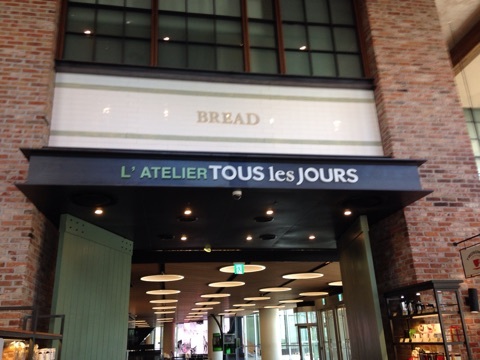 BREAD
L' ATELIER TOUS les JOURS